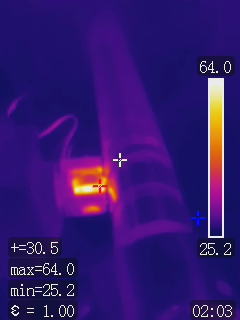 64.0
25.2
+=30.5
max=64.0
min=25.2
ε = 1.00
02:03